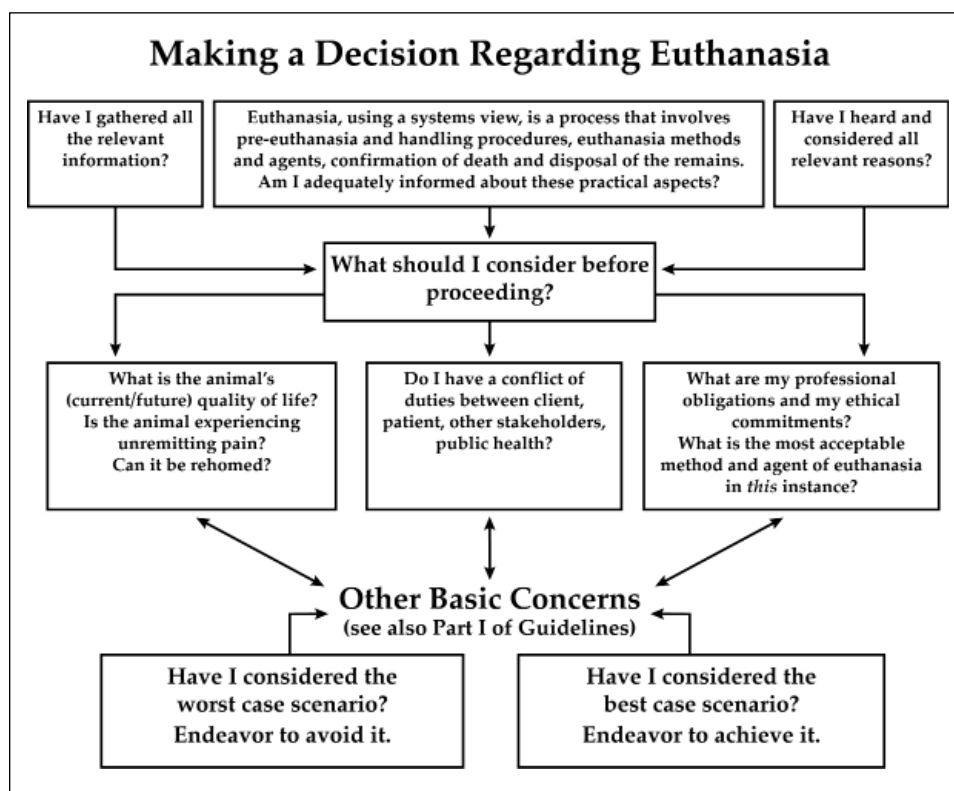 Making a Decision Regarding Euthanasia
Have I gathered all
the relevant
information?
Euthanasia, using a systems view, is a process that involves
pre-euthanasia and handling procedures, euthanasia methods
and agents, confirmation of death and disposal of the remains.
Am I adequately informed about these practical aspects?
Have I heard and
considered all
relevant reasons?
What should I consider before
proceeding?
What is the animal's
(current/future) quality of life?
Is the animal experiencing
unremitting pain?
Can it be rehomed?
Do I have a conflict of
duties between client,
patient, other stakeholders,
public health?
What are my professional
obligations and my ethical
commitments?
What is the most acceptable
method and agent of euthanasia
in this instance?
Other Basic Concerns
(see also Part I of Guidelines)
Have I considered the
worst case scenario?
Endeavor to avoid it.
Have I considered the
best case scenario?
Endeavor to achieve it.